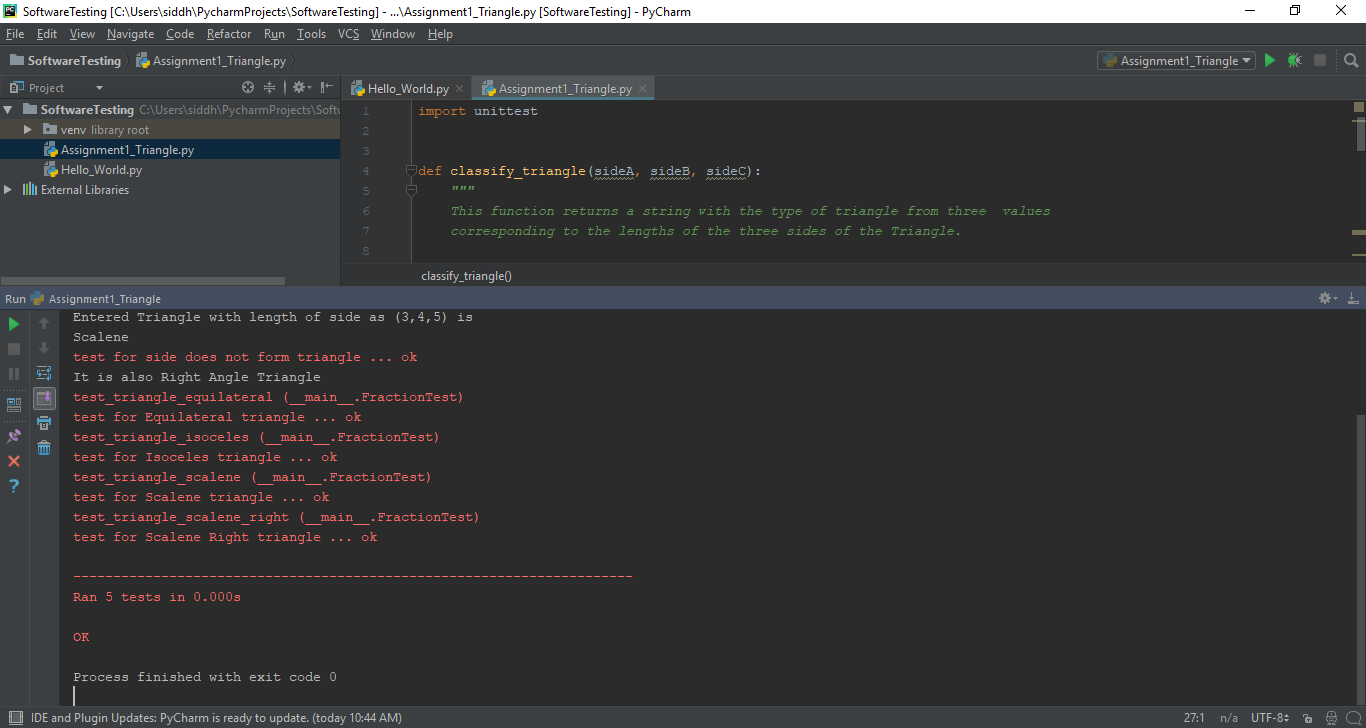 SoftwareTesting [C:\Users\siddh\PycharmProjects\SoftwareTesting] - ...\Assignment1_Triangle.py [SoftwareTesting] - PyCharm
File Edit View Navigate Code Refactor Run Tools VCS Window Help
SoftwareTesting Assignment1_Triangle.py Assignment1_Triangle
Project Hello_World.py Assignment1_Triangle.py
SoftwareTesting C:\Users\siddh\PycharmProjects\Softw
venv library root
Assignment1_Triangle.py
Hello_World.py
External Libraries
1 import unittest
2
3
4 def classify_triangle(sideA, sideB, sideC):
5 """
6 This function returns a string with the type of triangle from three  values
7 corresponding to the lengths of the three sides of the Triangle.
8
classify_triangle()
Run Assignment1_Triangle
Entered Triangle with length of side as (3,4,5) is
Scalene
test for side does not form triangle ... ok
It is also Right Angle Triangle
test_triangle_equilateral (__main__.FractionTest)
test for Equilateral triangle ... ok
test_triangle_isoceles (__main__.FractionTest)
test for Isoceles triangle ... ok
test_triangle_scalene (__main__.FractionTest)
test for Scalene triangle ... ok
test_triangle_scalene_right (__main__.FractionTest)
test for Scalene Right triangle ... ok
----------------------------------------------------------------------
Ran 5 tests in 0.000s
OK
Process finished with exit code 0
IDE and Plugin Updates: PyCharm is ready to update. (today 10:44 AM) 27:1 n/a UTF-8